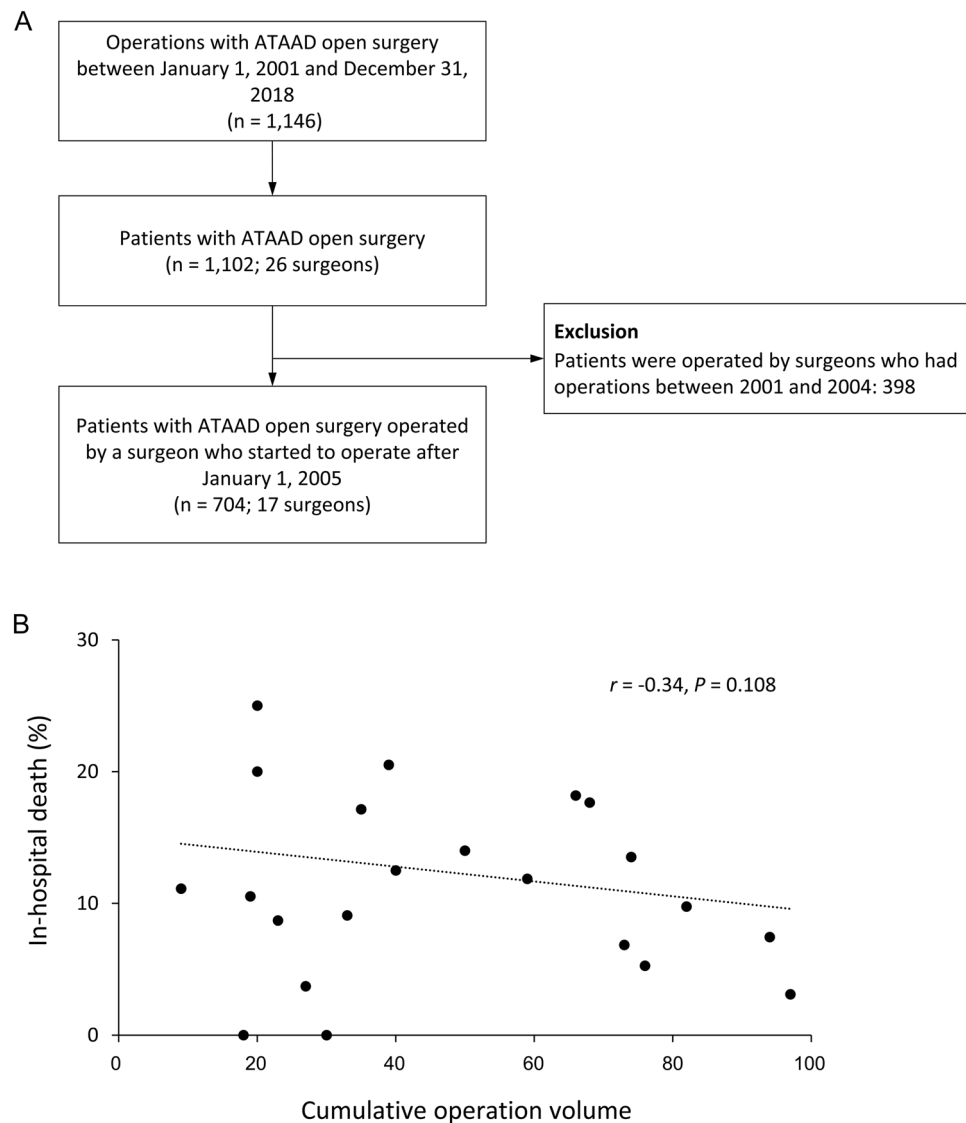 A
Operations with ATAAD open surgery
between January 1, 2001 and December 31,
2018
(n = 1,146)
Patients with ATAAD open surgery
(n = 1,102; 26 surgeons)
Exclusion
Patients were operated by surgeons who had
operations between 2001 and 2004: 398
Patients with ATAAD open surgery operated
by a surgeon who started to operate after
January 1, 2005
(n = 704; 17 surgeons)
B
30
20
10
0
In-hospital death (%)
r = -0.34, P = 0.108
0 20 40 60 80 100
Cumulative operation volume